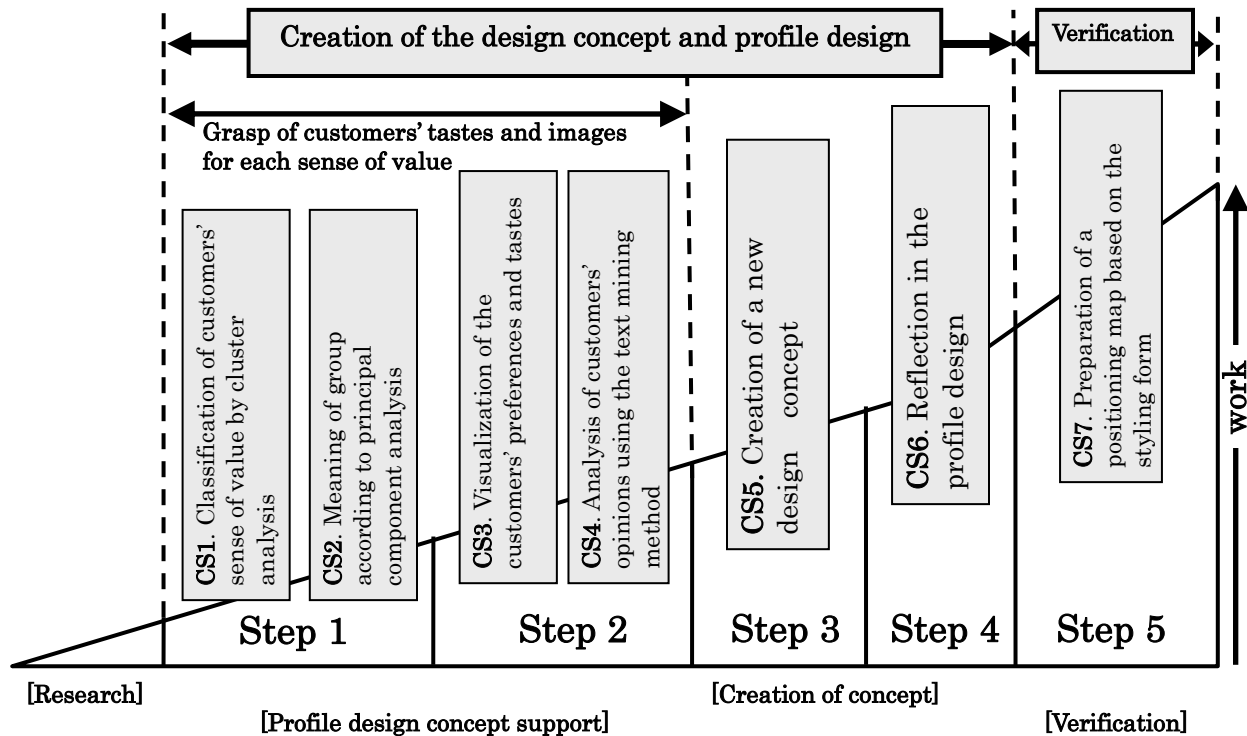 Creation of the design concept and profile design
Verification
Grasp of customers' tastes and images
for each sense of value
CS1. Classification of customers'
sense of value by cluster
analysis
CS2. Meaning of group
according to principal
component analysis
CS3. Visualization of the
customers' preferences and tastes
CS4. Analysis of customers'
opinions using the text mining
method
CS5. Creation of a new
design concept
CS6. Reflection in the
profile design
CS7. Preparation of a
positioning map based on the
styling form
work
Step 1
Step 2
Step 3
Step 4
Step 5
[Research]
[Creation of concept]
[Profile design concept support]
[Verification]